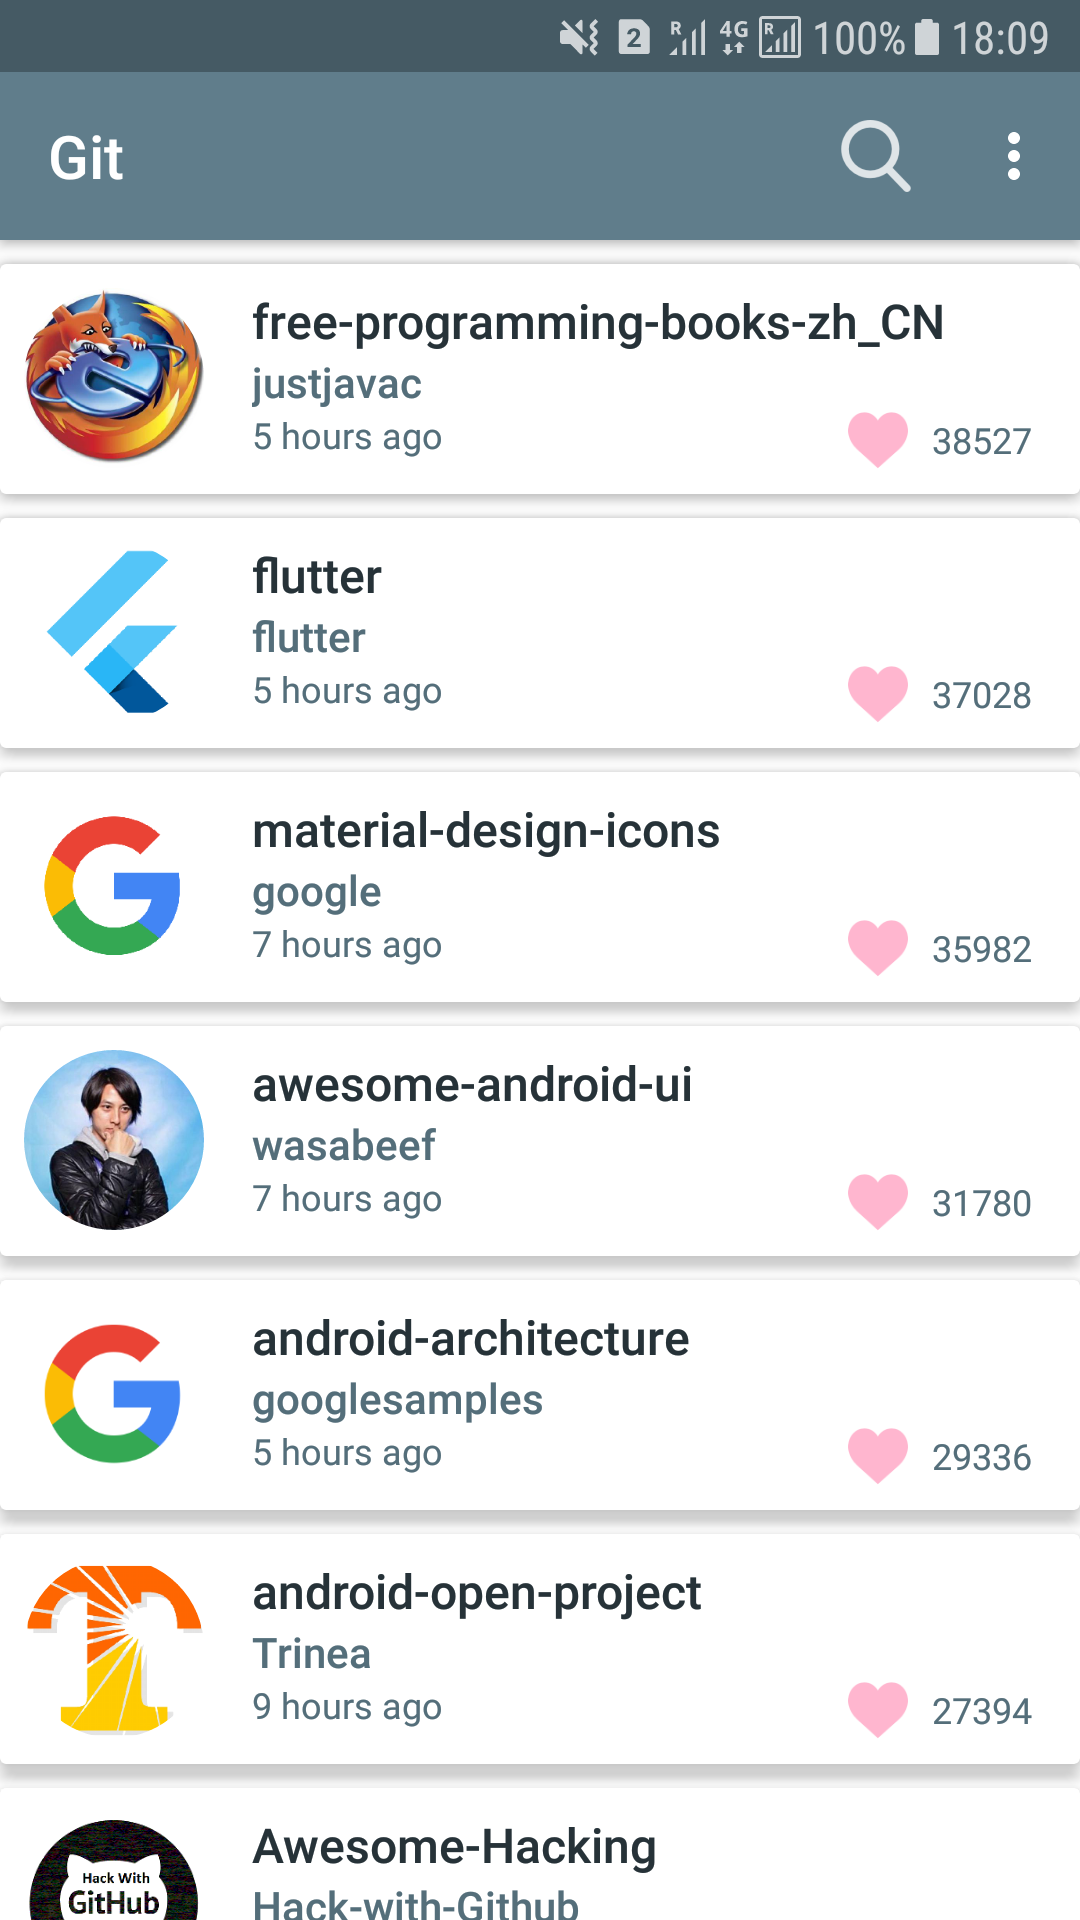 2 R 4G R 100% 18:09
Git
free-programming-books-zh_CN
justjavac
5 hours ago
38527
flutter
flutter
5 hours ago
37028
material-design-icons
google
7 hours ago
35982
awesome-android-ui
wasabeef
7 hours ago
31780
android-architecture
googlesamples
5 hours ago
29336
android-open-project
Trinea
9 hours ago
27394
Hack With
GitHub
Awesome-Hacking
Hack-with-Github